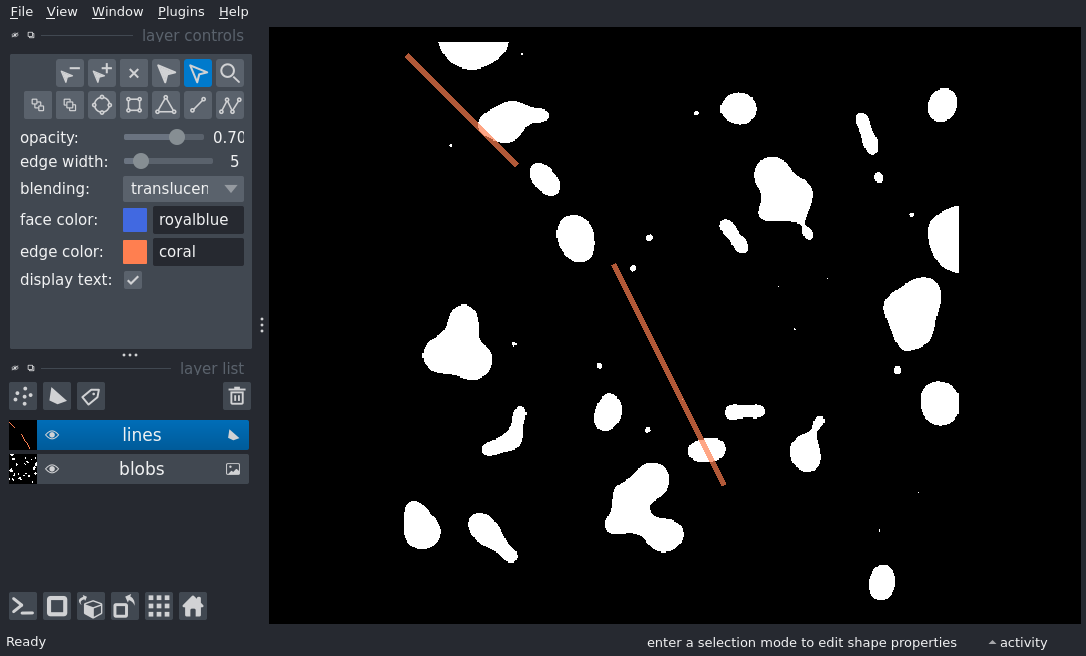 File View Window Plugins Help
layer controls
opacity: 0.70
edge width: 5
blending: translucen
face color: royalblue
edge color: coral
display text:
layer list
lines
blobs
Ready enter a selection mode to edit shape properties activity